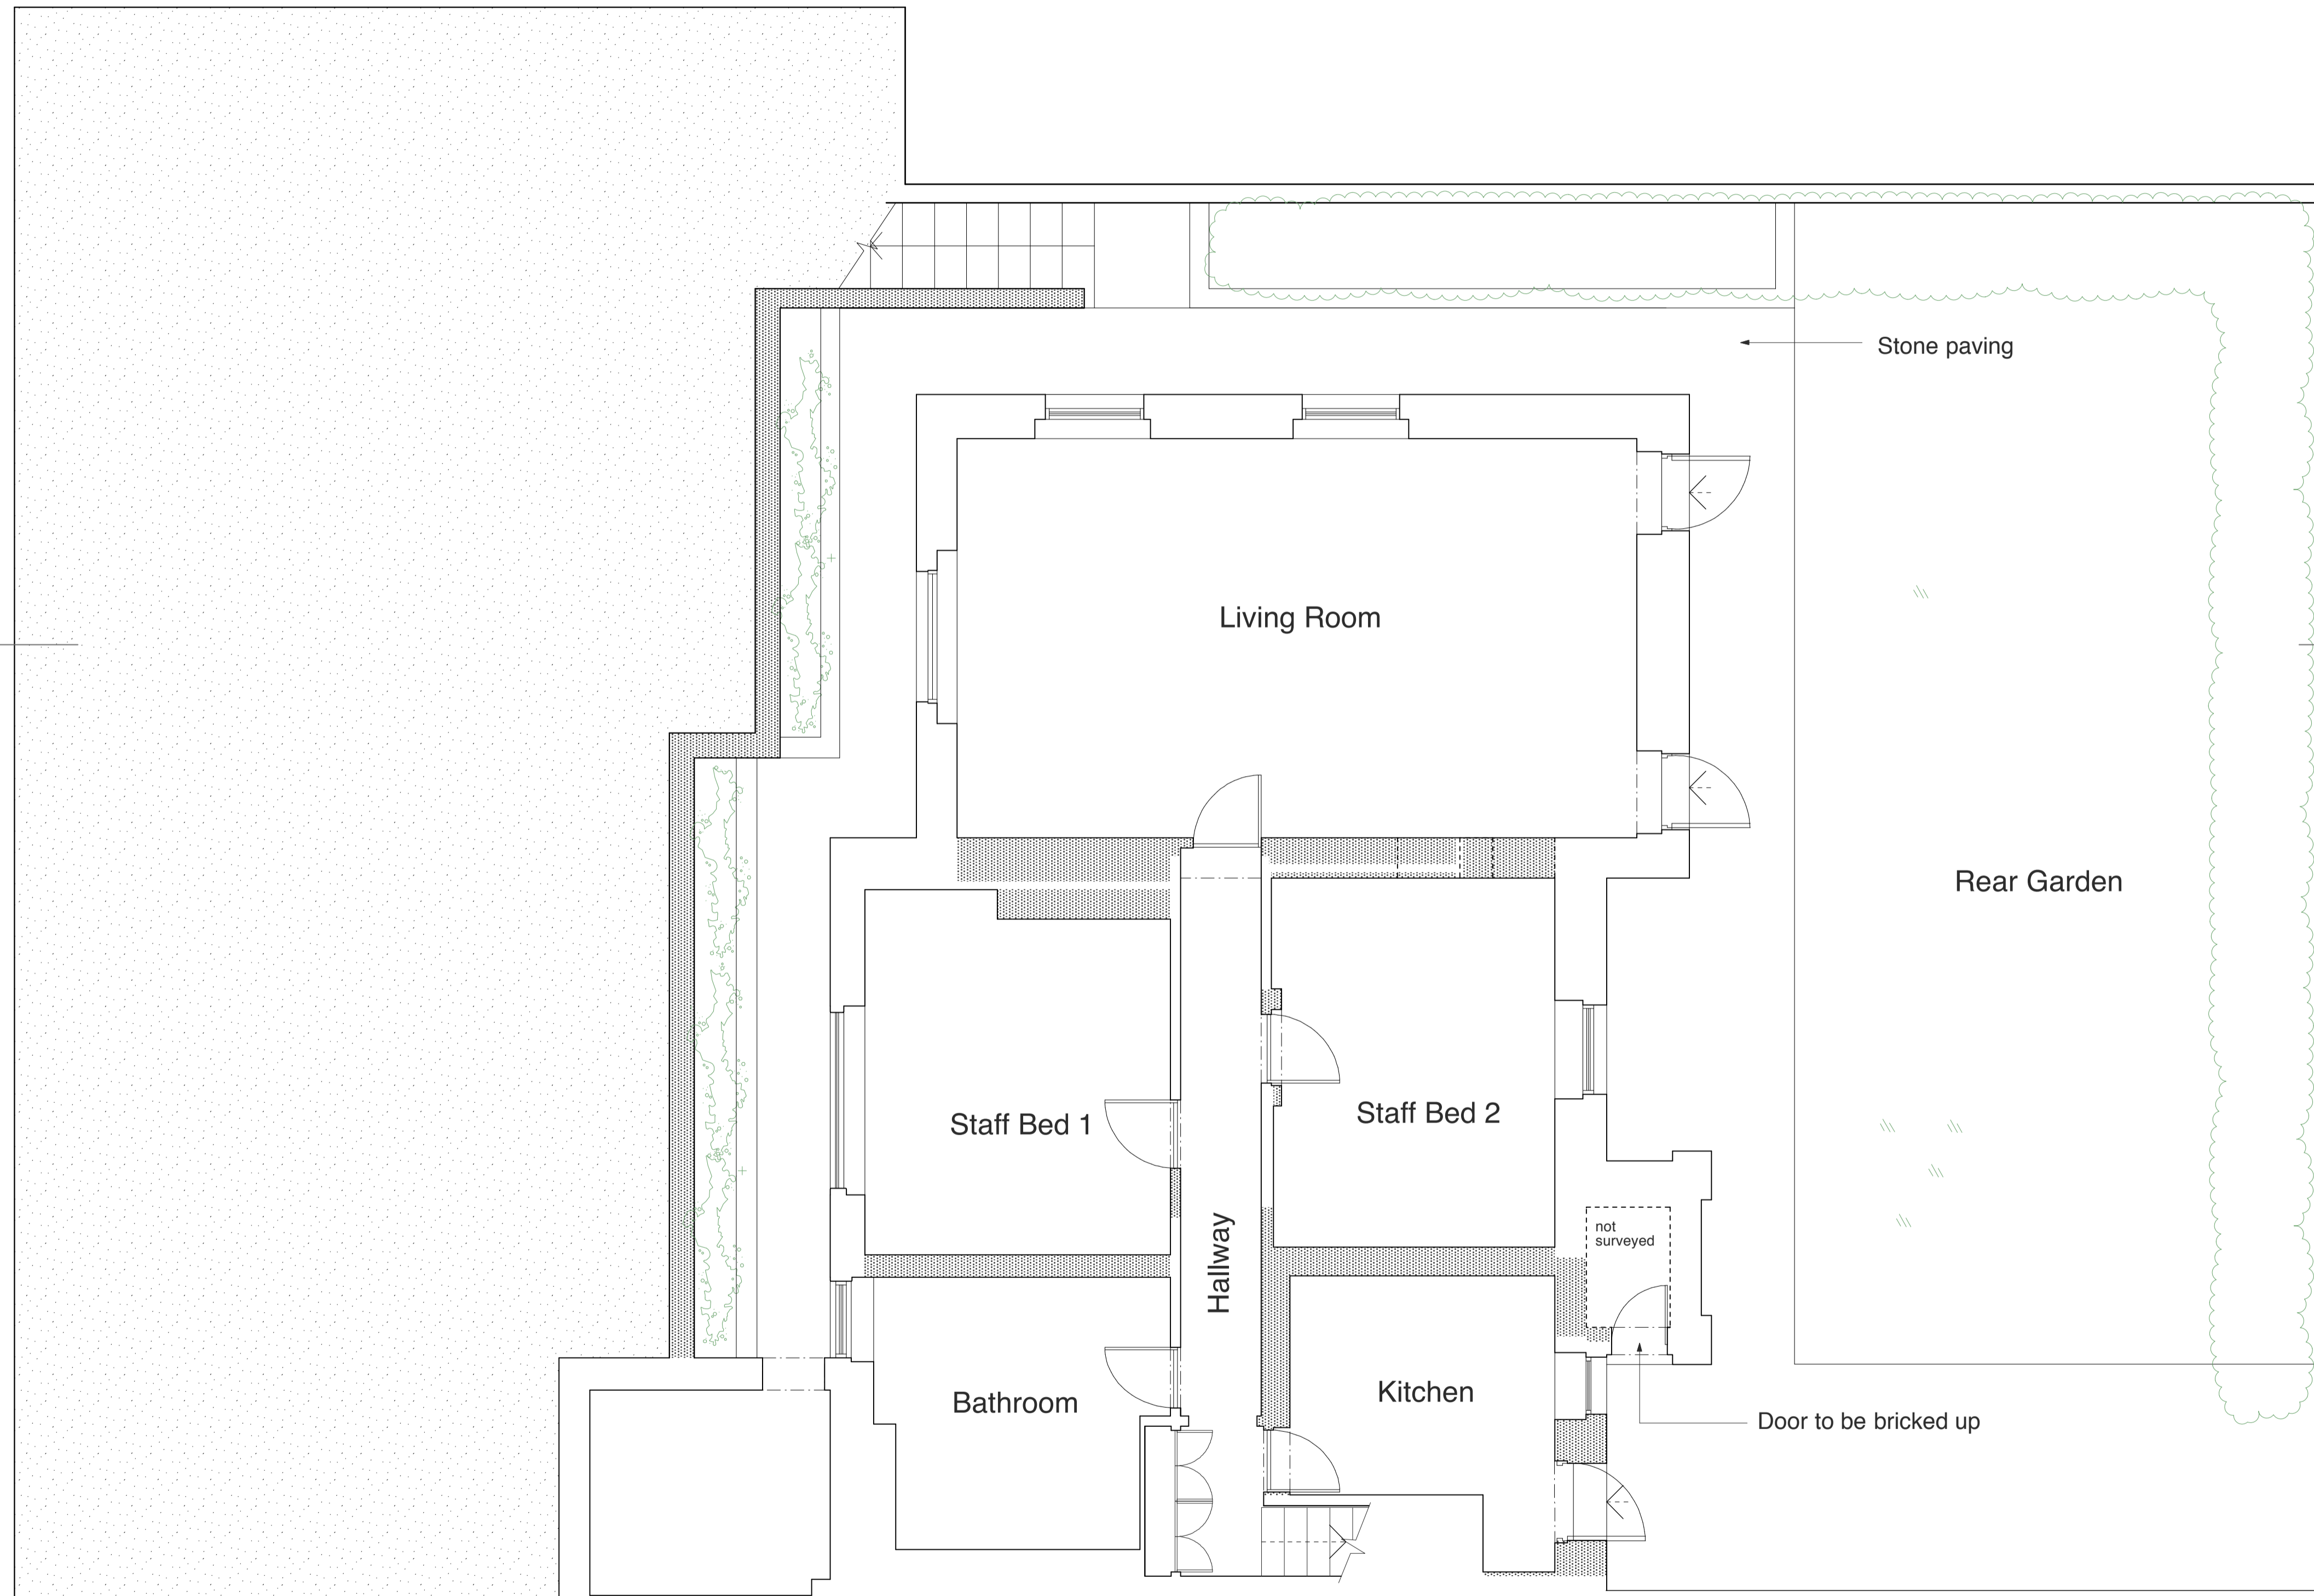 Stone paving
Living Room
Rear Garden
Staff Bed 1
Staff Bed 2
Hallway
not
surveyed
Bathroom
Kitchen
Door to be bricked up